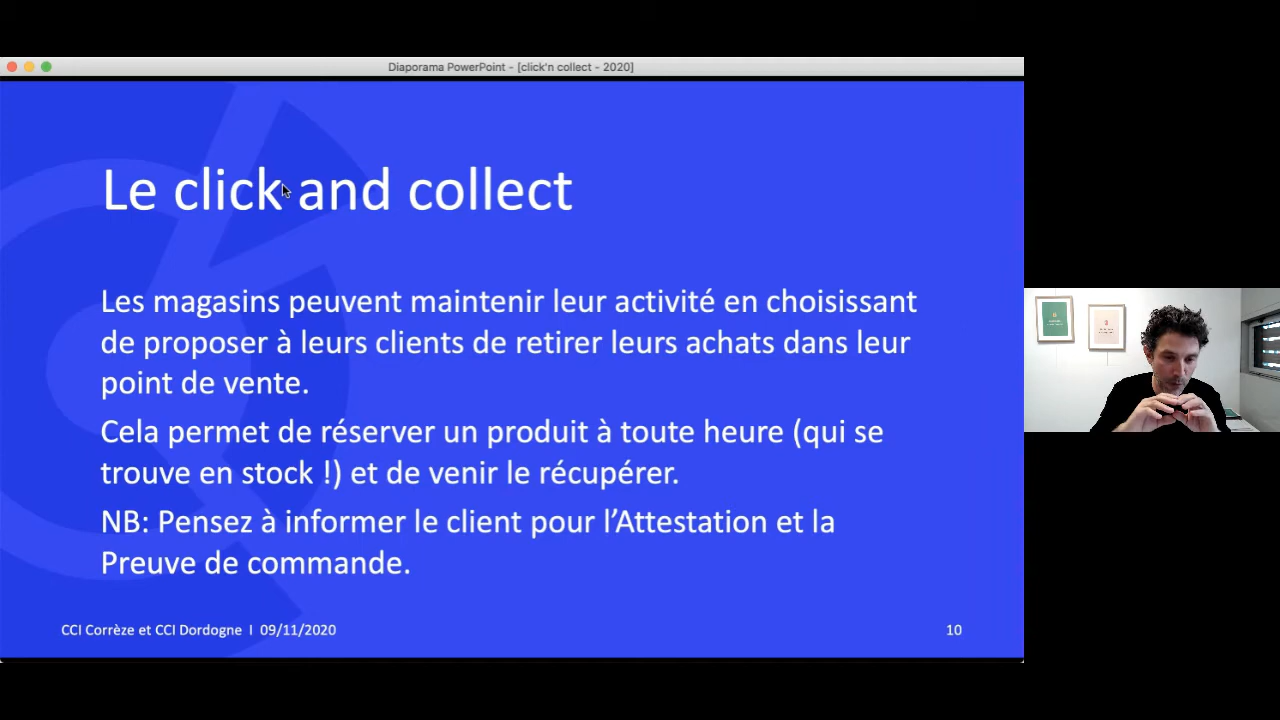 Diaporama PowerPoint - [click'n collect - 2020]
Le click and collect
Les magasins peuvent maintenir leur activité en choisissant
de proposer à leurs clients de retirer leurs achats dans leur
point de vente.
Cela permet de réserver un produit à toute heure (qui se
trouve en stock !) et de venir le récupérer.
NB: Pensez à informer le client pour l’Attestation et la
Preuve de commande.
CCI Corrèze et CCI Dordogne I 09/11/2020
10